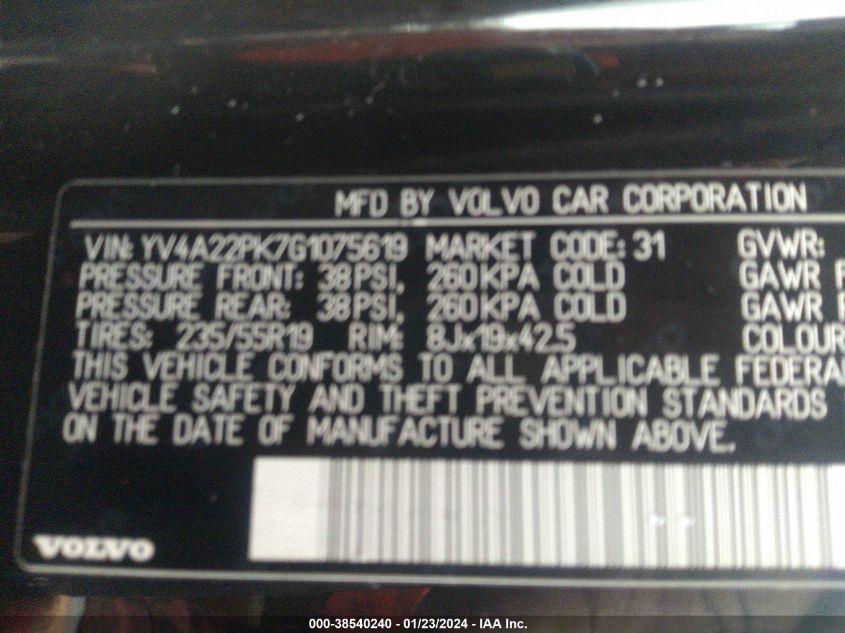 MFD BY VOLVO CAR CORPORATION
VIN: YV4A22PK7G1075619 MARKET CODE: 31 GVWR:
PRESSURE FRONT: 38 PSI, 260 KPA COLD GAWR F
PRESSURE REAR: 38 PSI, 260 KPA COLD GAWR
TIRES: 235/55R19 RIM: 8Jx19x42.5 COLOUR
THIS VEHICLE CONFORMS TO ALL APPLICABLE FEDERAL
VEHICLE SAFETY AND THEFT PREVENTION STANDARDS
ON THE DATE OF MANUFACTURE SHOWN ABOVE.
VOLVO
000-38540240 - 01/23/2024 - IAA Inc.